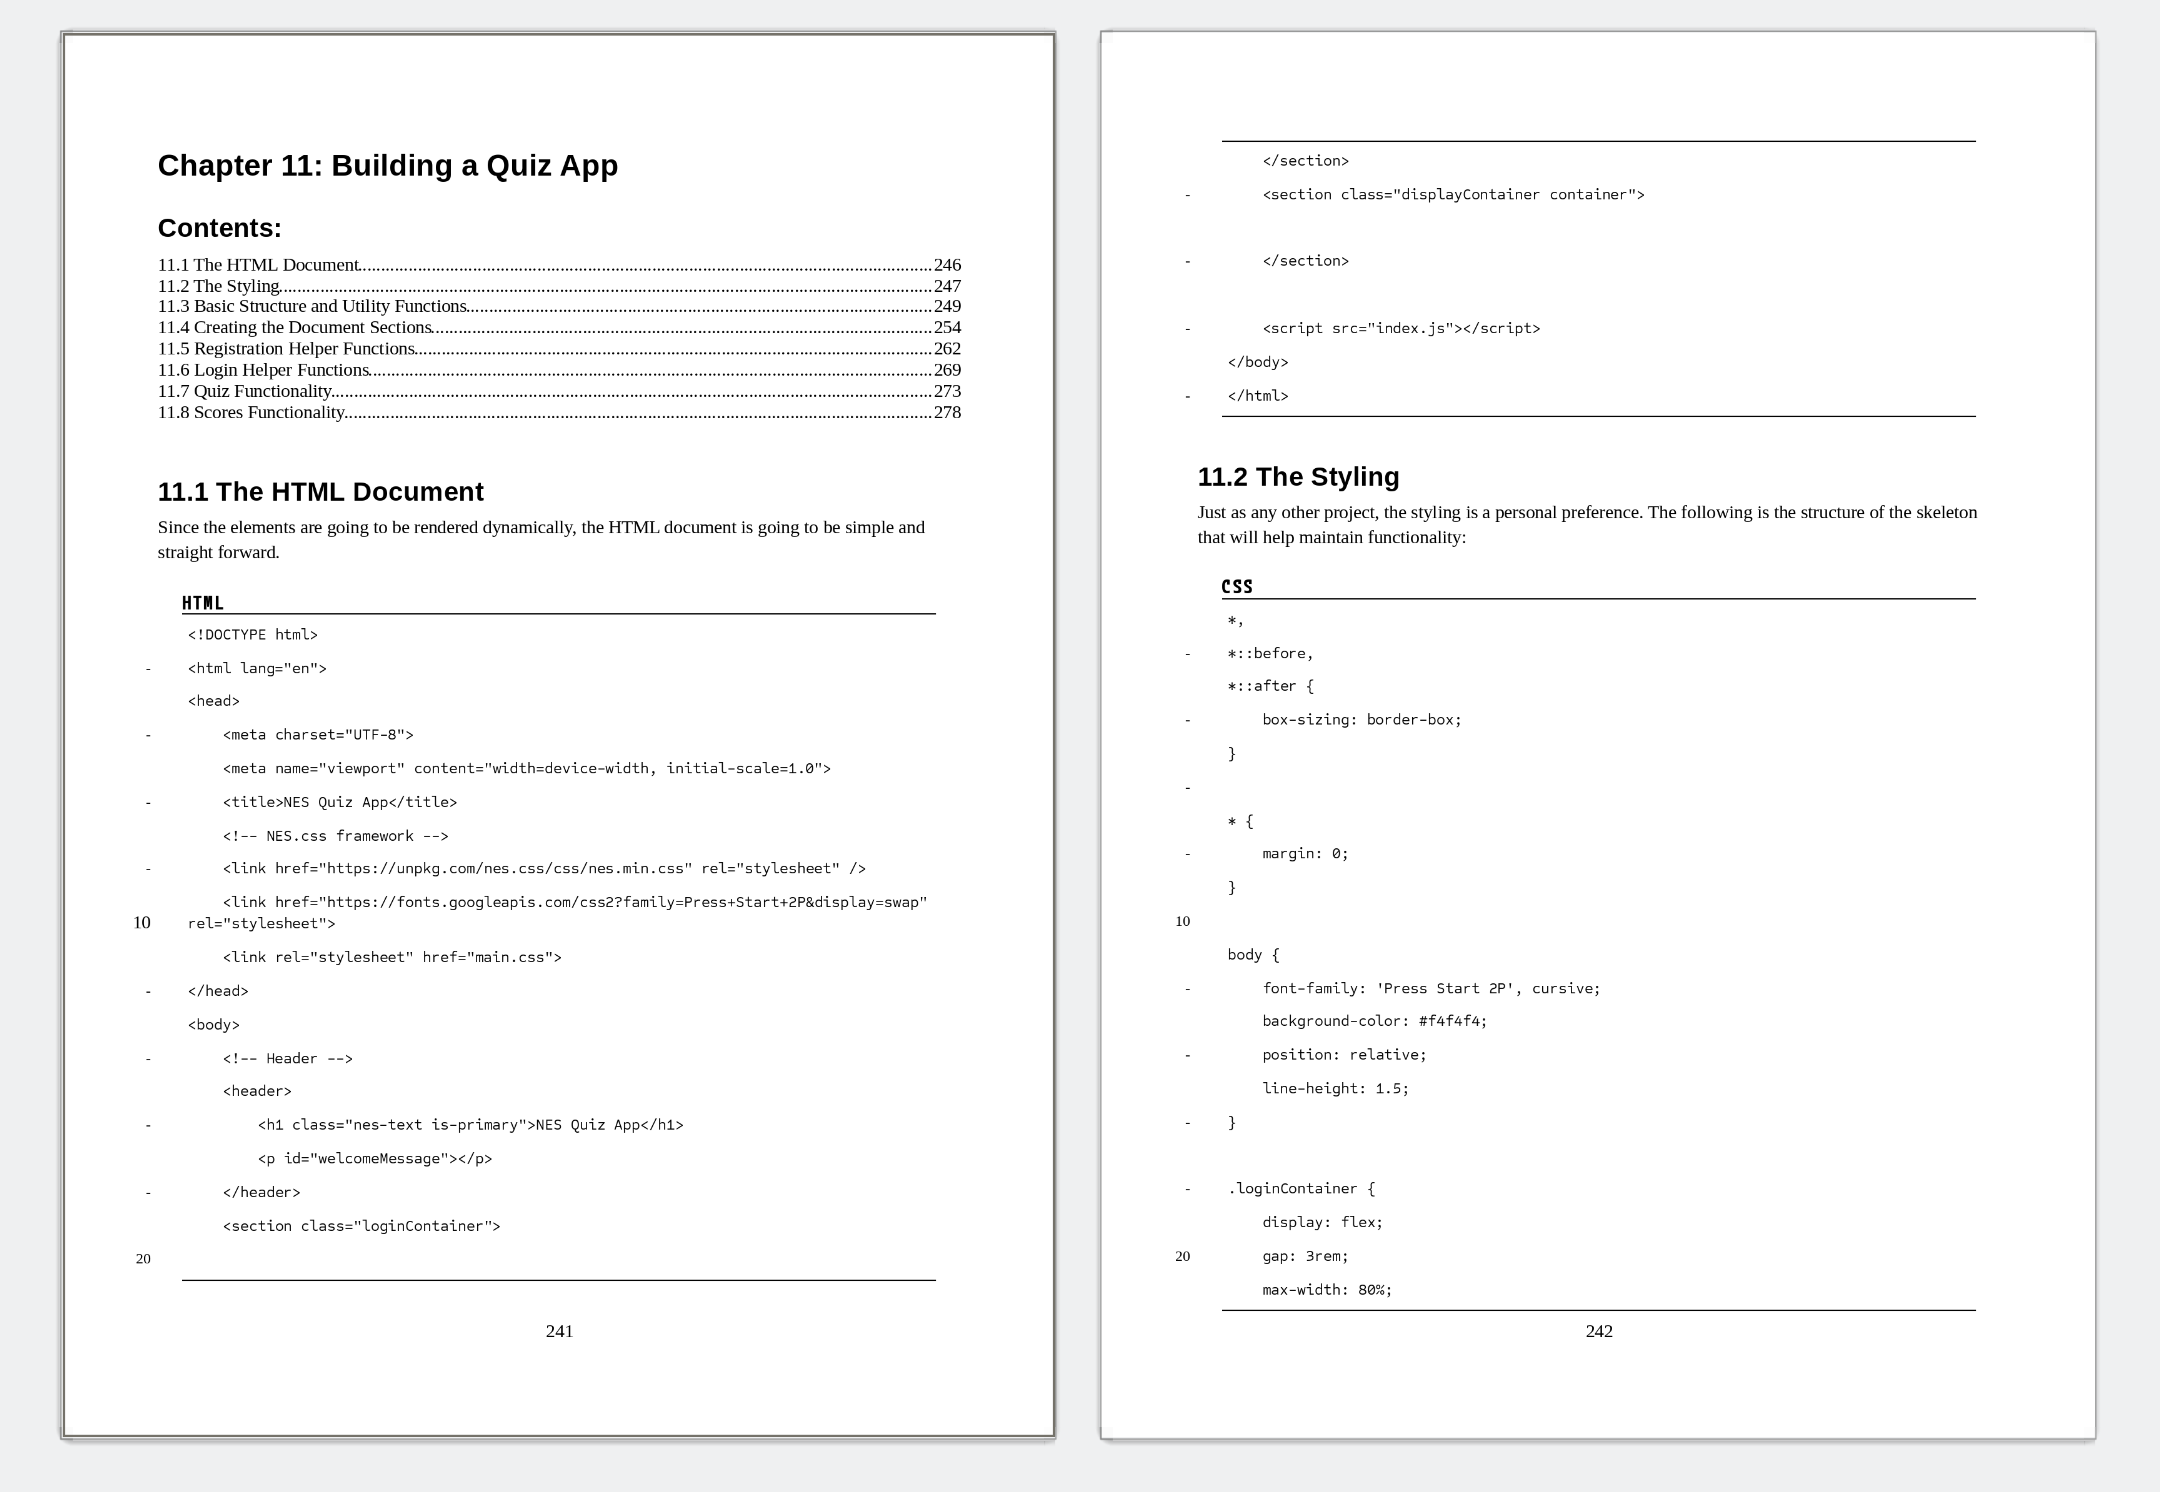 Chapter 11: Building a Quiz App
Contents:
11.1 The HTML Document....................246
11.2 The Styling....................247
11.3 Basic Structure and Utility Functions....................249
11.4 Creating the Document Sections....................254
11.5 Registration Helper Functions....................262
11.6 Login Helper Functions....................269
11.7 Quiz Functionality....................273
11.8 Scores Functionality....................278
11.1 The HTML Document
Since the elements are going to be rendered dynamically, the HTML document is going to be simple and
straight forward.
HTML
<!DOCTYPE html>
- <html lang="en">
<head>
- <meta charset="UTF-8">
<meta name="viewport" content="width=device-width, initial-scale=1.0">
- <title>NES Quiz App</title>
<!-- NES.css framework -->
- <link href="https://unpkg.com/nes.css/css/nes.min.css" rel="stylesheet" />
<link href="https://fonts.googleapis.com/css2?family=Press+Start+2P&display=swap"
10 rel="stylesheet">
<link rel="stylesheet" href="main.css">
- </head>
<body>
- <!-- Header -->
<header>
- <h1 class="nes-text is-primary">NES Quiz App</h1>
<p id="welcomeMessage"></p>
- </header>
<section class="loginContainer">
20
241
</section>
- <section class="displayContainer container">
- </section>
- <script src="index.js"></script>
</body>
- </html>
11.2 The Styling
Just as any other project, the styling is a personal preference. The following is the structure of the skeleton
that will help maintain functionality:
CSS
*,
- *::before,
*::after {
- box-sizing: border-box;
}
-
* {
- margin: 0;
}
10
body {
- font-family: 'Press Start 2P', cursive;
background-color: #f4f4f4;
- position: relative;
line-height: 1.5;
- }
- .loginContainer {
display: flex;
20 gap: 3rem;
max-width: 80%;
242